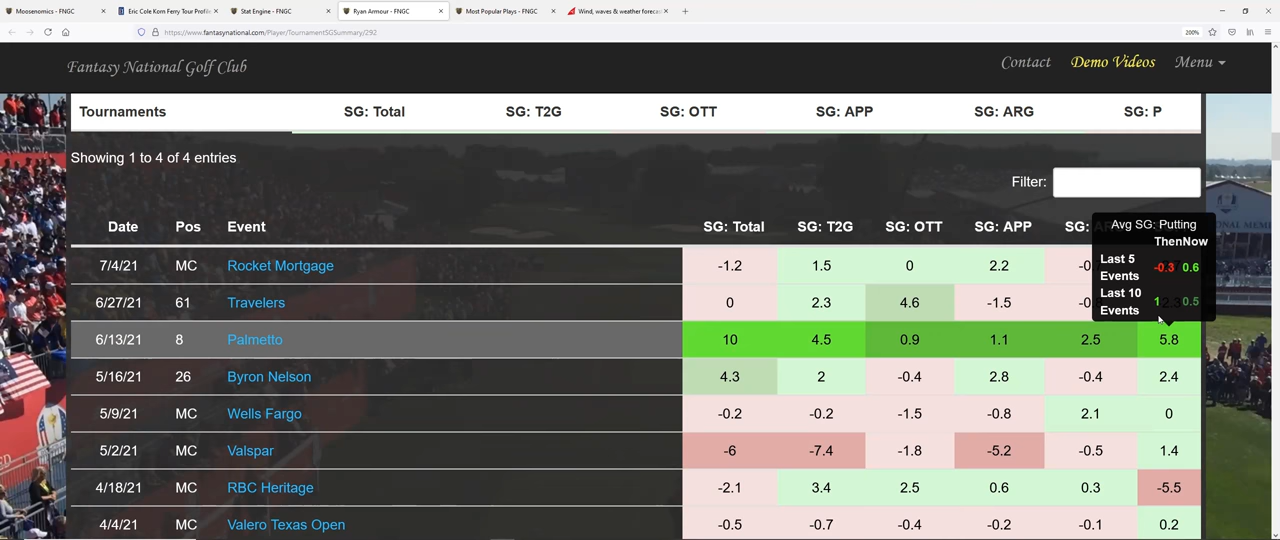 Moosenomics - FNGC
Eric Cole Korn Ferry Tour Profile
Stat Engine - FNGC
Ryan Armour - FNGC
Most Popular Plays - FNGC
Wind, waves & weather forecas
https://www.fantasynational.com/Player/TournamentSGSummary/292
200%
Fantasy National Golf Club
Contact
Demo Videos
Menu
Tournaments SG: Total SG: T2G SG: OTT SG: APP SG: ARG SG: P
Showing 1 to 4 of 4 entries
Filter:
Date Pos Event SG: Total SG: T2G SG: OTT SG: APP SG:
Avg SG: Putting
ThenNow
Last 5 Events -0.3 0.6
Last 10 Events 1 0.5
7/4/21 MC Rocket Mortgage -1.2 1.5 0 2.2
6/27/21 61 Travelers 0 2.3 4.6 -1.5
6/13/21 8 Palmetto 10 4.5 0.9 1.1 2.5 5.8
5/16/21 26 Byron Nelson 4.3 2 -0.4 2.8 -0.4 2.4
5/9/21 MC Wells Fargo -0.2 -0.2 -1.5 -0.8 2.1 0
5/2/21 MC Valspar -6 -7.4 -1.8 -5.2 -0.5 1.4
4/18/21 MC RBC Heritage -2.1 3.4 2.5 0.6 0.3 -5.5
4/4/21 MC Valero Texas Open -0.5 -0.7 -0.4 -0.2 -0.1 0.2